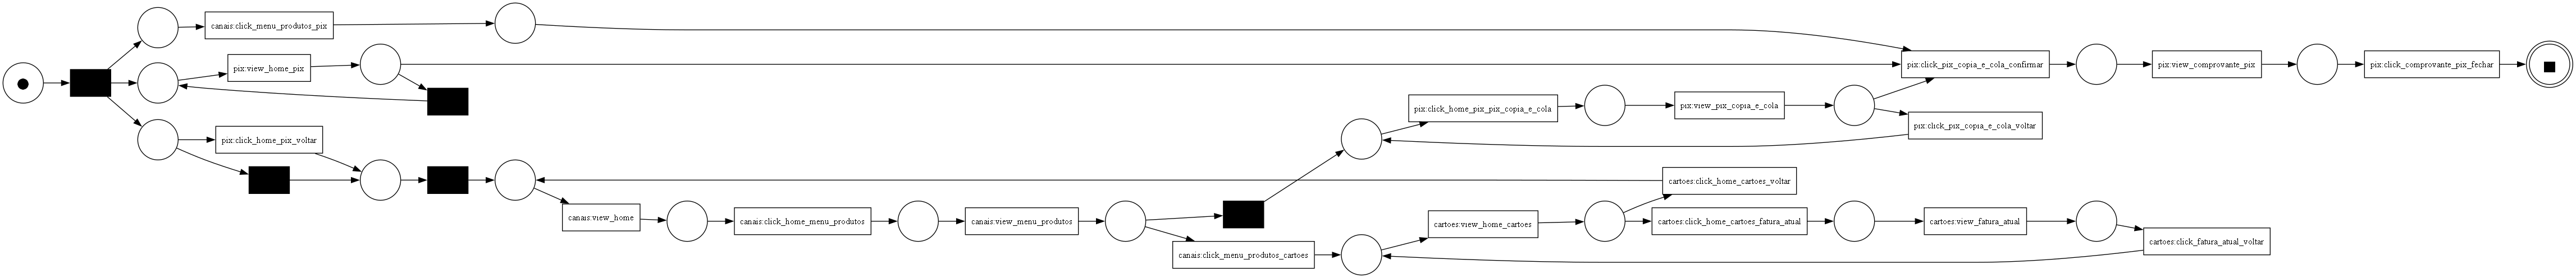 canais:click_menu_produtos_pix
pix:view_home_pix
pix:click_pix_copia_e_cola_confirmar
pix:view_comprovante_pix
pix:click_comprovante_pix_fechar
pix:click_home_pix_pix_copia_e_cola
pix:view_pix_copia_e_cola
pix:click_pix_copia_e_cola_voltar
pix:click_home_pix_voltar
cartoes:click_home_cartoes_voltar
canais:view_home
canais:click_home_menu_produtos
canais:view_menu_produtos
cartoes:view_home_cartoes
cartoes:click_home_cartoes_fatura_atual
cartoes:view_fatura_atual
canais:click_menu_produtos_cartoes
cartoes:click_fatura_atual_voltar